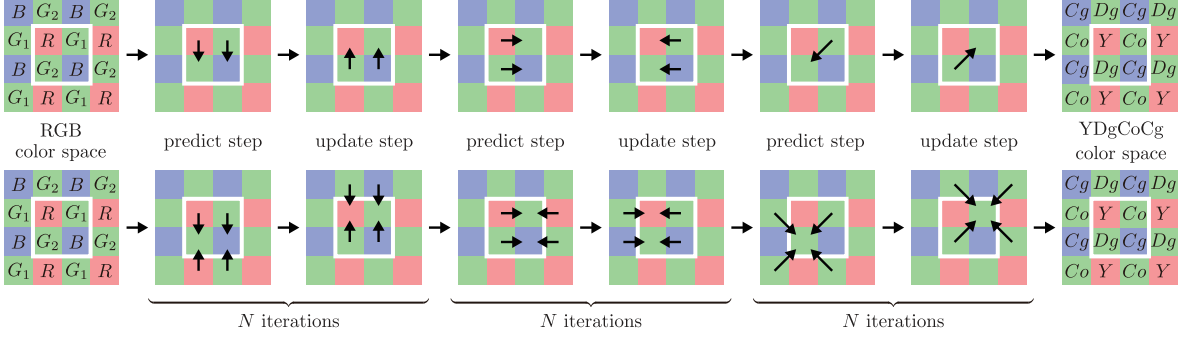 B G₂ B G₂ Cg Dg Cg Dg
G₁ R G₁ R Co Y Co Y
B G₂ B G₂ Cg Dg Cg Dg
G₁ R G₁ R Co Y Co Y
RGB
color space
predict step
update step
predict step
update step
predict step
update step
YDgCoCg
color space
B G₂ B G₂ Cg Dg Cg Dg
G₁ R G₁ R Co Y Co Y
B G₂ B G₂ Cg Dg Cg Dg
G₁ R G₁ R Co Y Co Y
N iterations
N iterations
N iterations